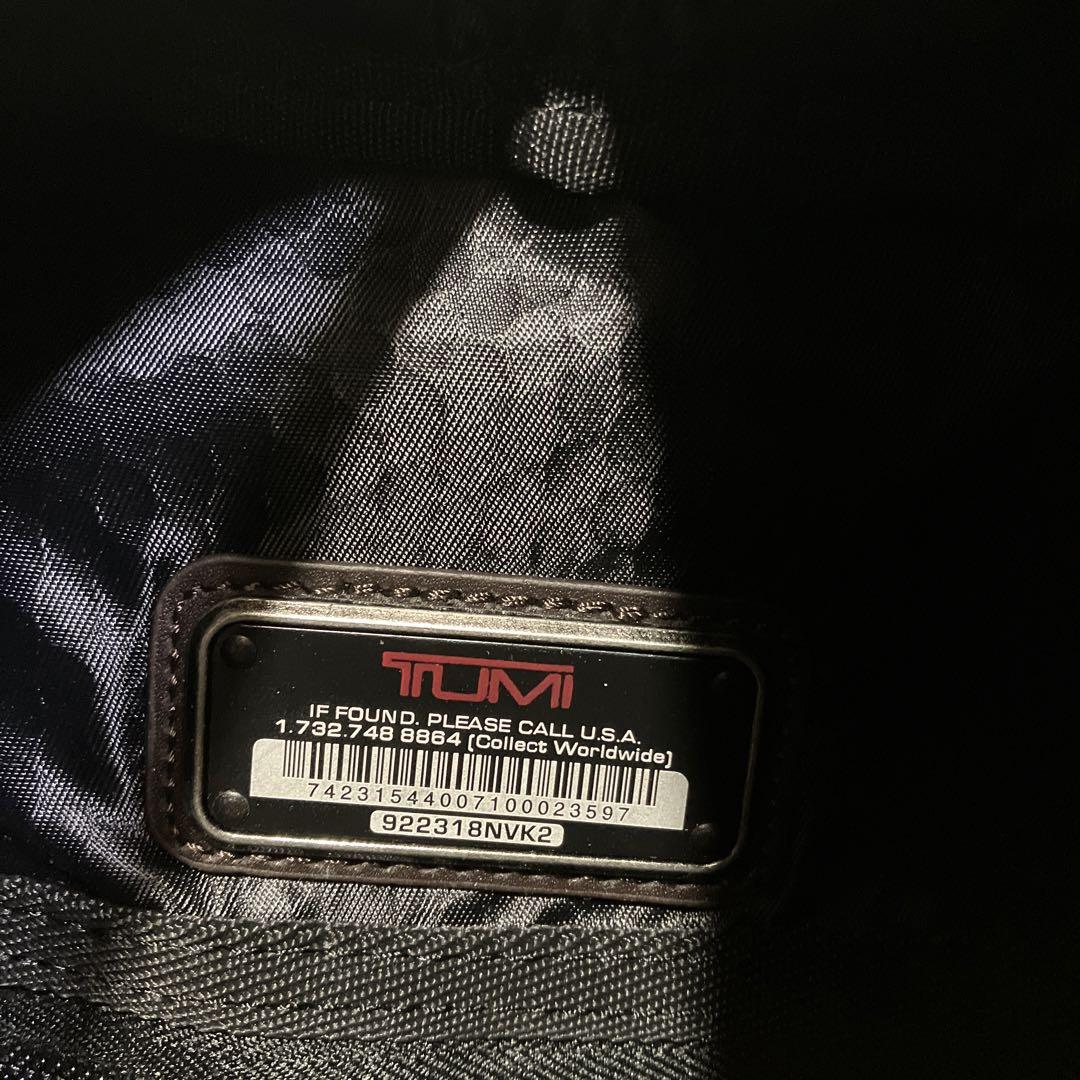 TUMI
IF FOUND. PLEASE CALL U.S.A.
1.732.748 8864 (Collect Worldwide)
74231544007100023597
922318NVK2